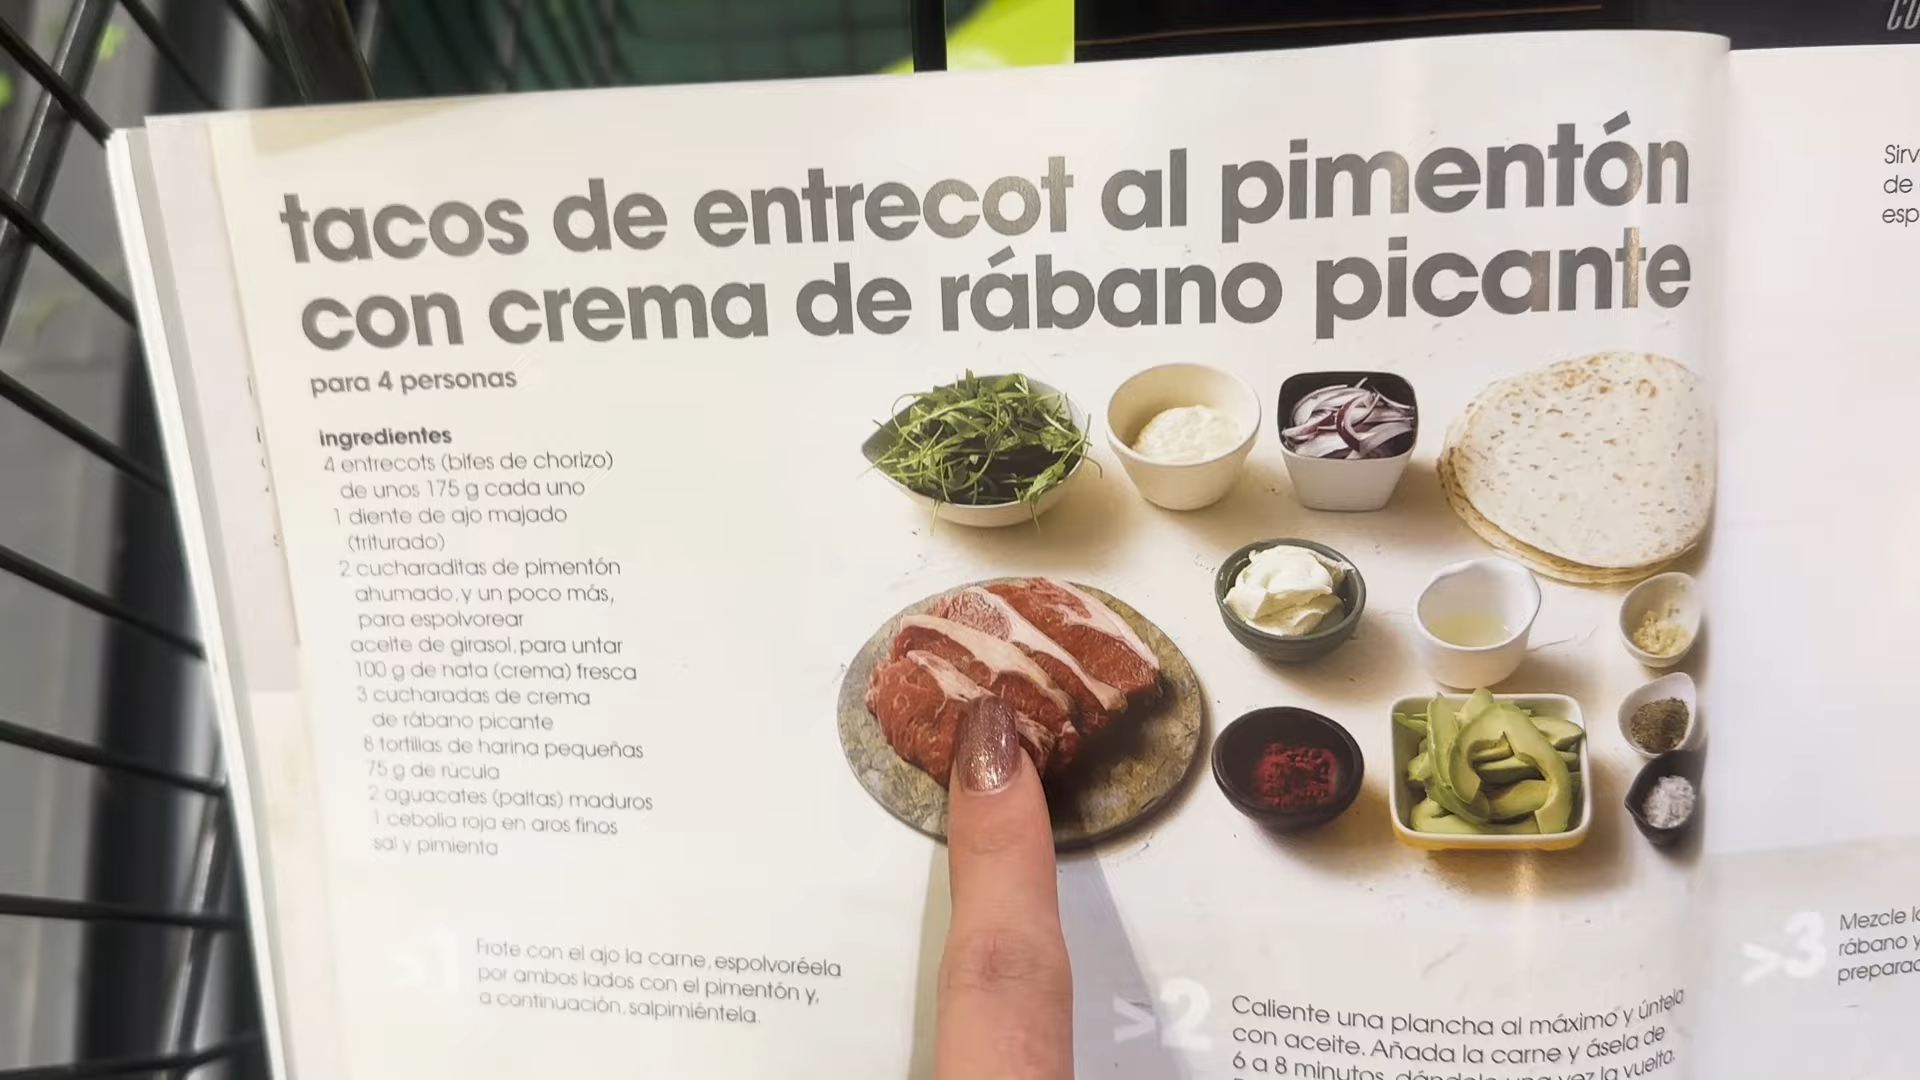 tacos de entrecot al pimentón
con crema de rábano picante
para 4 personas
ingredientes
4 entrecots (bifes de chorizo)
de unos 175 g cada uno
1 diente de ajo majado
(triturado)
2 cucharaditas de pimentón
ahumado, y un poco más,
para espolvorear
aceite de girasol, para untar
100 g de nata (crema) fresca
3 cucharadas de crema
de rábano picante
8 tortillas de harina pequeñas
75 g de rúcula
2 aguacates (paltas) maduros
1 cebolla roja en aros finos
sal y pimienta
>1
Frote con el ajo la carne, espolvoréela
por ambos lados con el pimentón y,
a continuación, salpimiéntela.
>2
Caliente una plancha al máximo y úntela
con aceite. Añada la carne y ásela de
6 a 8 minutos, dándole una vez la vuelta.
>3
Mezcle
rábano y
Sirv
de
esp